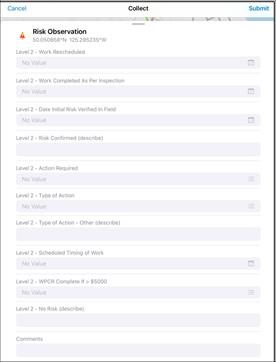 Cancel Collect Submit
Risk Observation
50.050858°N 125.295235°W
Level 2 - Work Rescheduled
No Value
Level 2 - Work Completed As Per Inspection
No Value
Level 2 - Date Initial Risk Verified In Field
No Value
Level 2 - Risk Confirmed (describe)
Level 2 - Action Required
No Value
Level 2 - Type of Action
No Value
Level 2 - Type of Action - Other (describe)
Level 2 - Scheduled Timing of Work
No Value
Level 2 - WPCR Complete If > $5000
No Value
Level 2 - No Risk (describe)
Comments